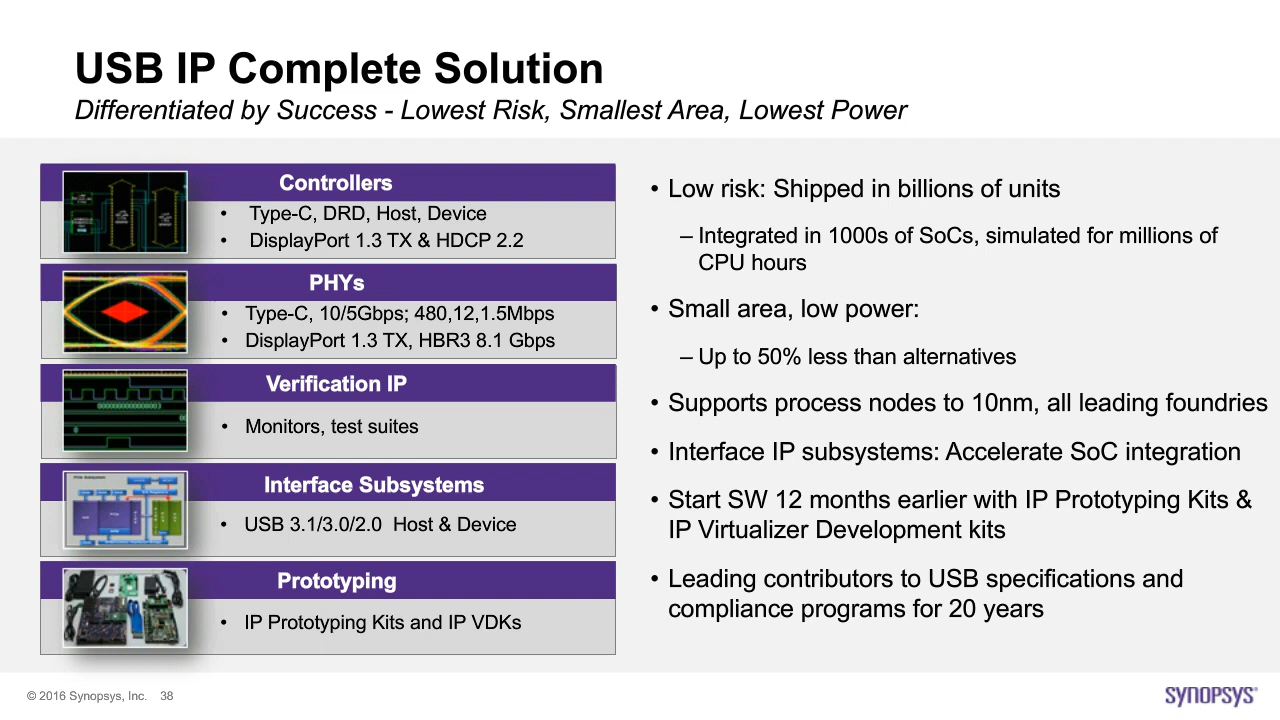 USB IP Complete Solution
Differentiated by Success - Lowest Risk, Smallest Area, Lowest Power
Controllers
• Type-C, DRD, Host, Device
• DisplayPort 1.3 TX & HDCP 2.2
PHYs
• Type-C, 10/5Gbps; 480,12,1.5Mbps
• DisplayPort 1.3 TX, HBR3 8.1 Gbps
Verification IP
• Monitors, test suites
Interface Subsystems
• USB 3.1/3.0/2.0 Host & Device
Prototyping
• IP Prototyping Kits and IP VDKs
• Low risk: Shipped in billions of units
– Integrated in 1000s of SoCs, simulated for millions of
CPU hours
• Small area, low power:
– Up to 50% less than alternatives
• Supports process nodes to 10nm, all leading foundries
• Interface IP subsystems: Accelerate SoC integration
• Start SW 12 months earlier with IP Prototyping Kits &
IP Virtualizer Development kits
• Leading contributors to USB specifications and
compliance programs for 20 years
© 2016 Synopsys, Inc. 38
SYNOPSYS®